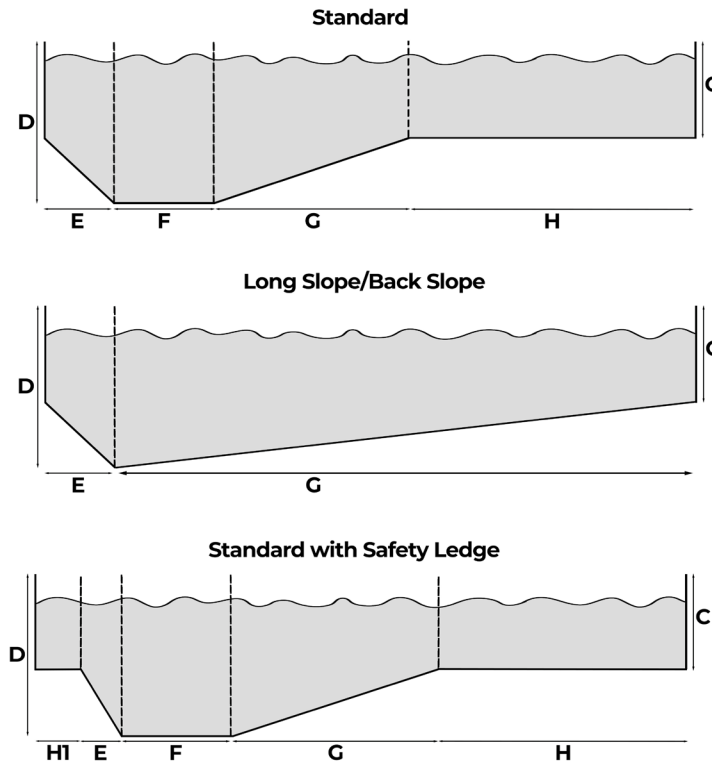 Standard
D
E F G H
Long Slope/Back Slope
D
E G
Standard with Safety Ledge
D
C
H1 E F G H